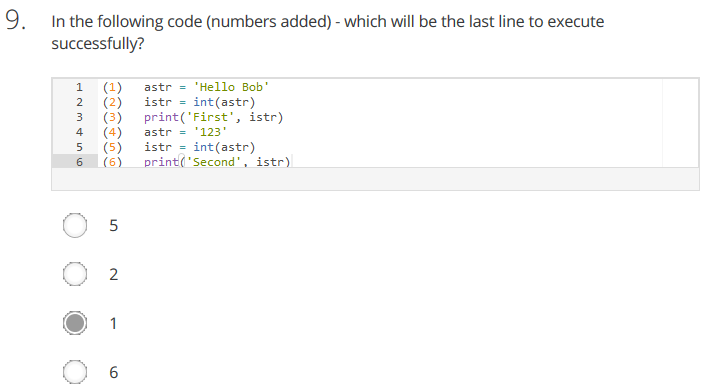 9. In the following code (numbers added) - which will be the last line to execute
successfully?
1 (1) astr = 'Hello Bob'
2 (2) istr = int(astr)
3 (3) print('First', istr)
4 (4) astr = '123'
5 (5) istr = int(astr)
6 (6) print('Second', istr)
5
2
1
6